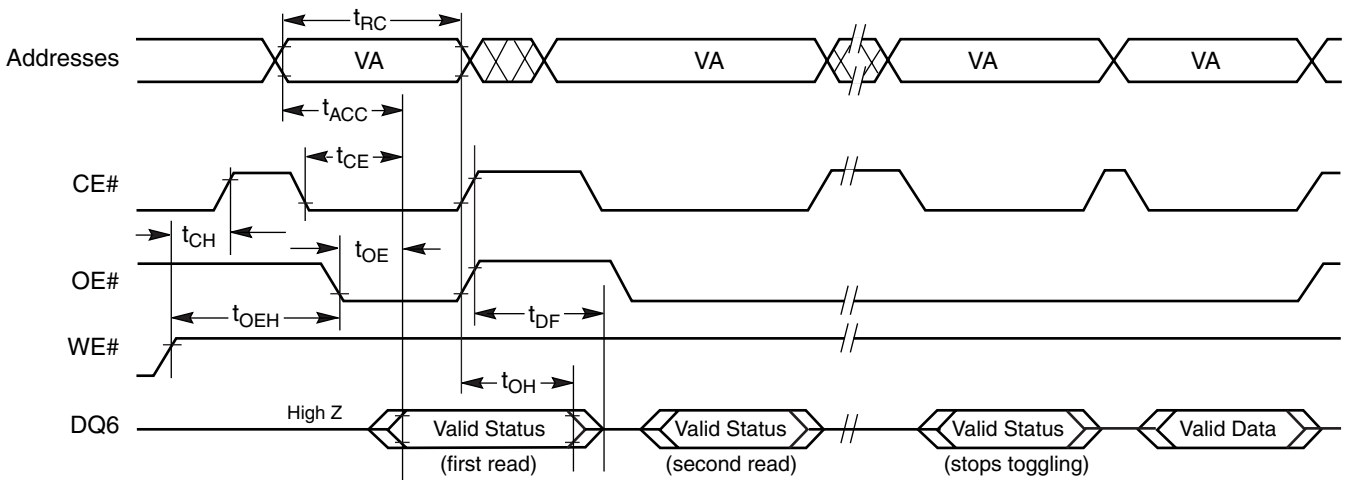 tRC
Addresses VA VA VA VA
tACC
tCE
CE#
tCH tOE
OE#
tOEH tDF
WE#
tOH
High Z
DQ6 Valid Status Valid Status Valid Status Valid Data
(first read) (second read) (stops toggling)